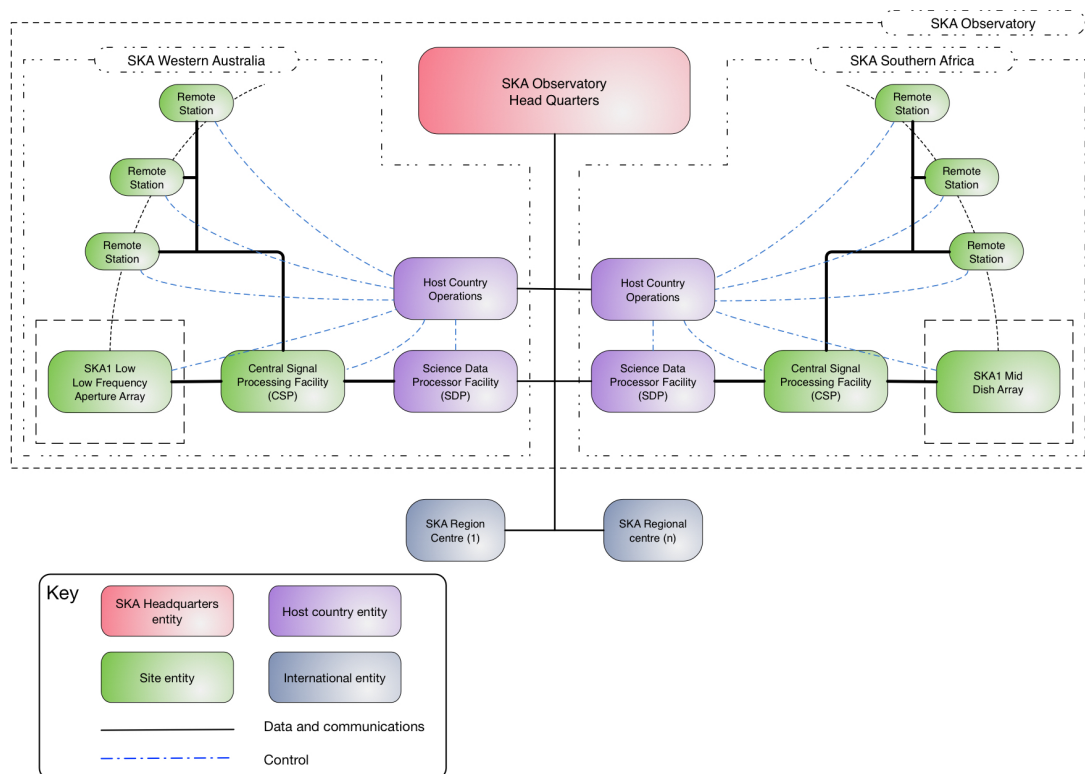 SKA Observatory
SKA Western Australia
SKA Observatory
Head Quarters
SKA Southern Africa
Remote
Station
Remote
Station
Remote
Station
Remote
Station
Remote
Station
Remote
Station
Host Country
Operations
Host Country
Operations
SKA1 Low
Low Frequency
Aperture Array
Central Signal
Processing Facility
(CSP)
Science Data
Processor Facility
(SDP)
Science Data
Processor Facility
(SDP)
Central Signal
Processing Facility
(CSP)
SKA1 Mid
Dish Array
SKA Region
Centre (1)
SKA Regional
centre (n)
Key
SKA Headquarters
entity
Host country entity
Site entity
International entity
Data and communications
Control